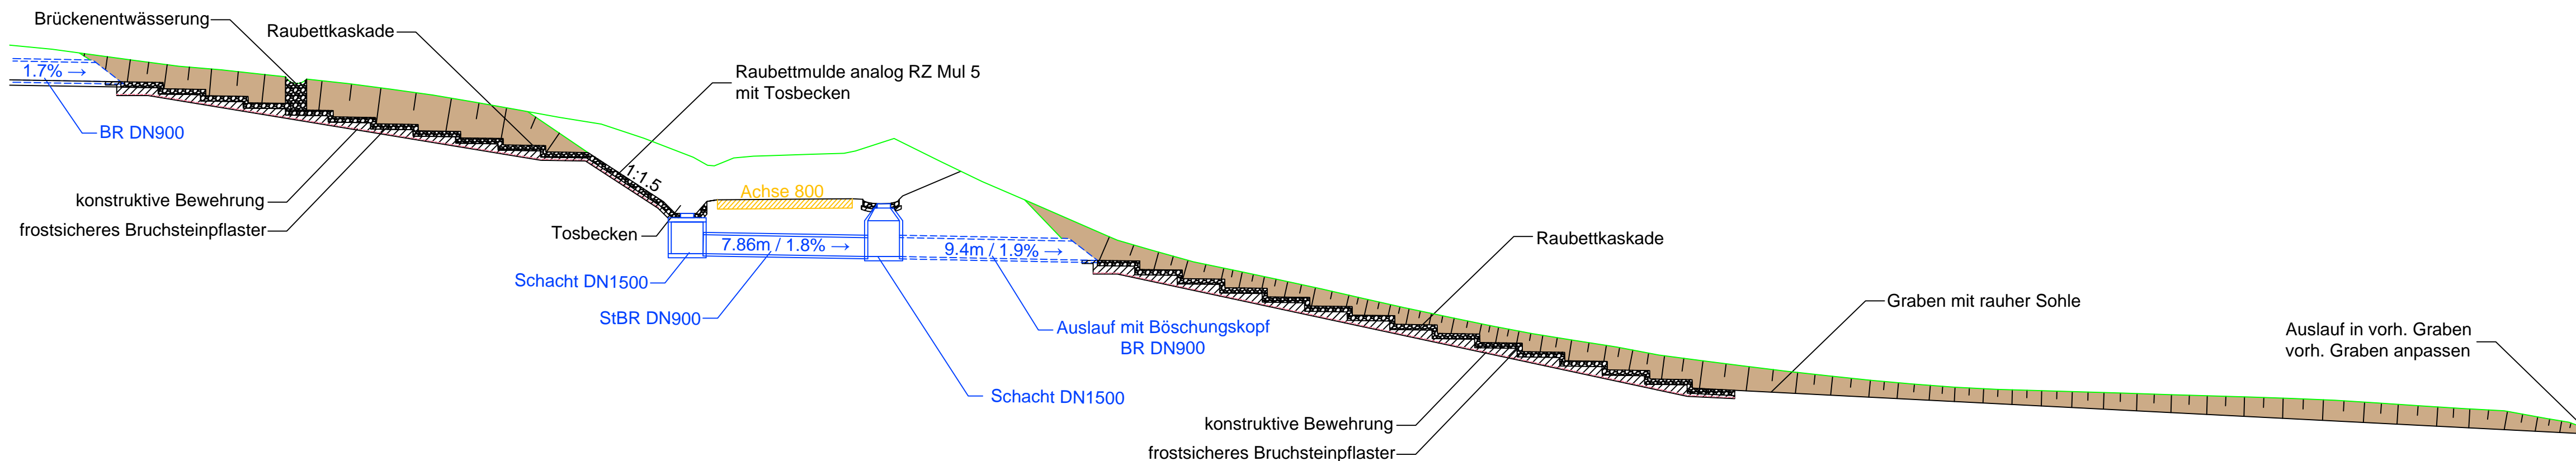 Brückenentwässerung
Raubettkaskade
1.7% →
BR DN900
Raubettmulde analog RZ Mul 5
mit Tosbecken
1:1.5
konstruktive Bewehrung
frostsicheres Bruchsteinpflaster
Achse 800
Tosbecken
7.86m / 1.8% →
9.4m / 1.9% →
Schacht DN1500
StBR DN900
Auslauf mit Böschungskopf
BR DN900
Schacht DN1500
Raubettkaskade
Graben mit rauher Sohle
Auslauf in vorh. Graben
vorh. Graben anpassen
konstruktive Bewehrung
frostsicheres Bruchsteinpflaster